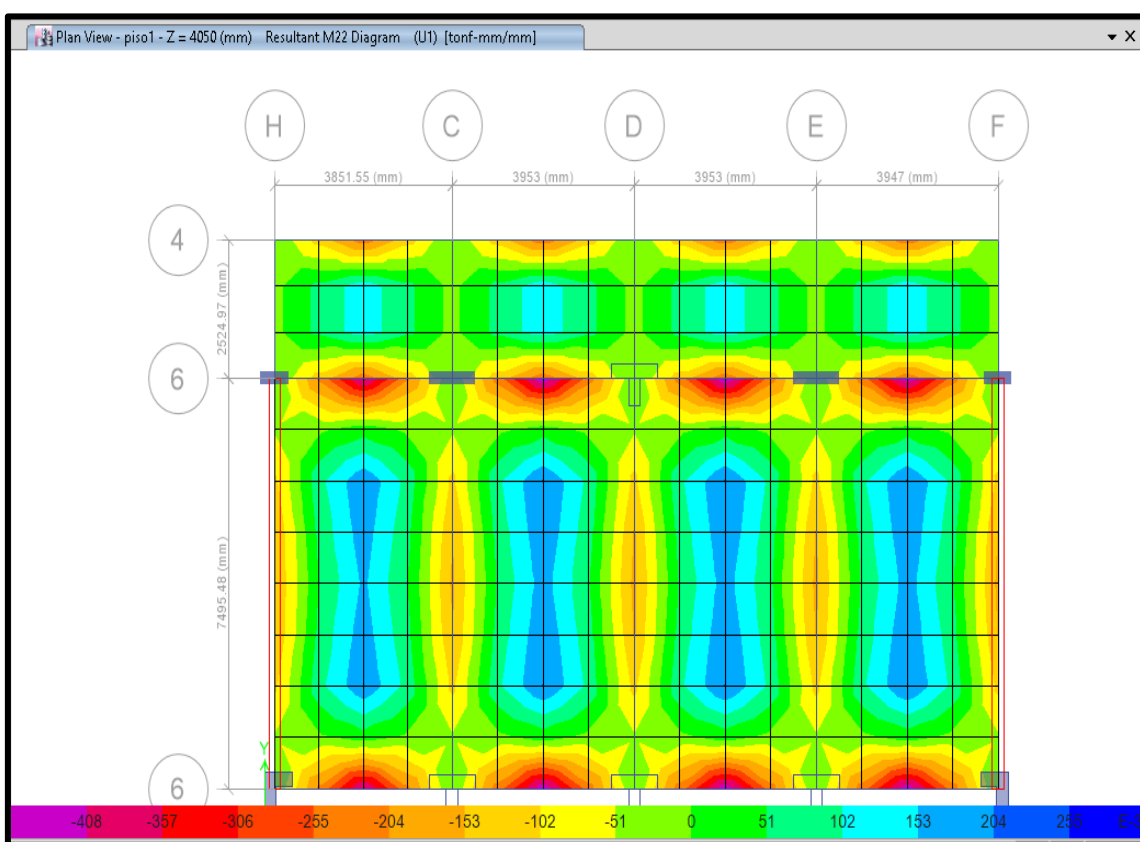 Plan View - piso1 - Z = 4050 (mm) Resultant M22 Diagram (U1) [tonf-mm/mm]
H C D E F
3851.55 (mm) 3953 (mm) 3953 (mm) 3947 (mm)
4
2524.97 (mm)
6
7495.48 (mm)
Y
6
-408 -357 -306 -255 -204 -153 -102 -51 0 51 102 153 204 255